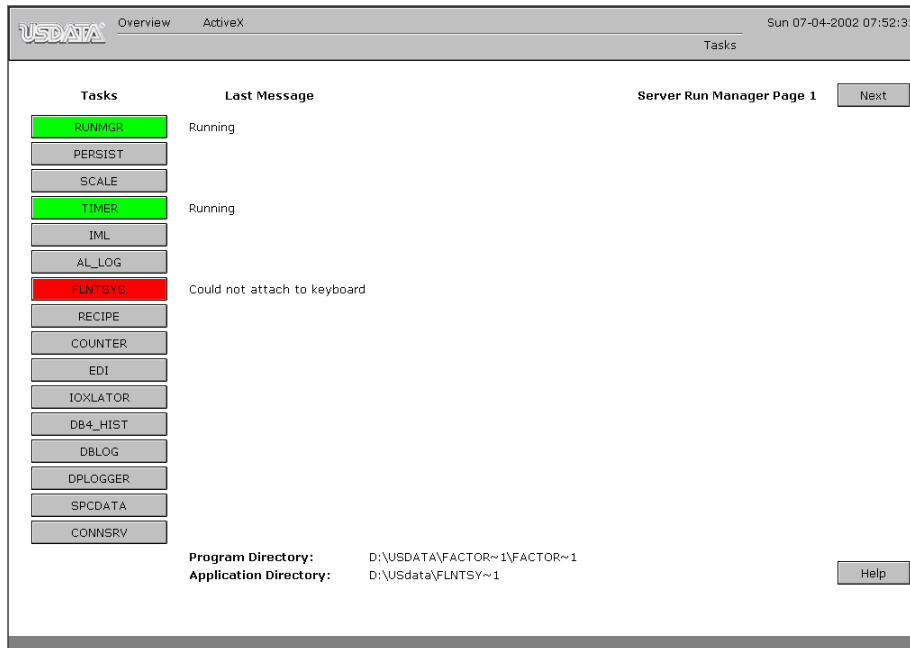 USDATA Overview ActiveX Sun 07-04-2002 07:52:3
Tasks
Tasks Last Message Server Run Manager Page 1 Next
RUNMGR Running
PERSIST
SCALE
TIMER Running
IML
AL_LOG
FLNTSYS Could not attach to keyboard
RECIPE
COUNTER
EDI
IOXLATOR
DB4_HIST
DBLOG
DPLOGGER
SPCDATA
CONNSRV
Program Directory: D:\USDATA\FACTOR~1\FACTOR~1
Application Directory: D:\USdata\FLNTSY~1
Help